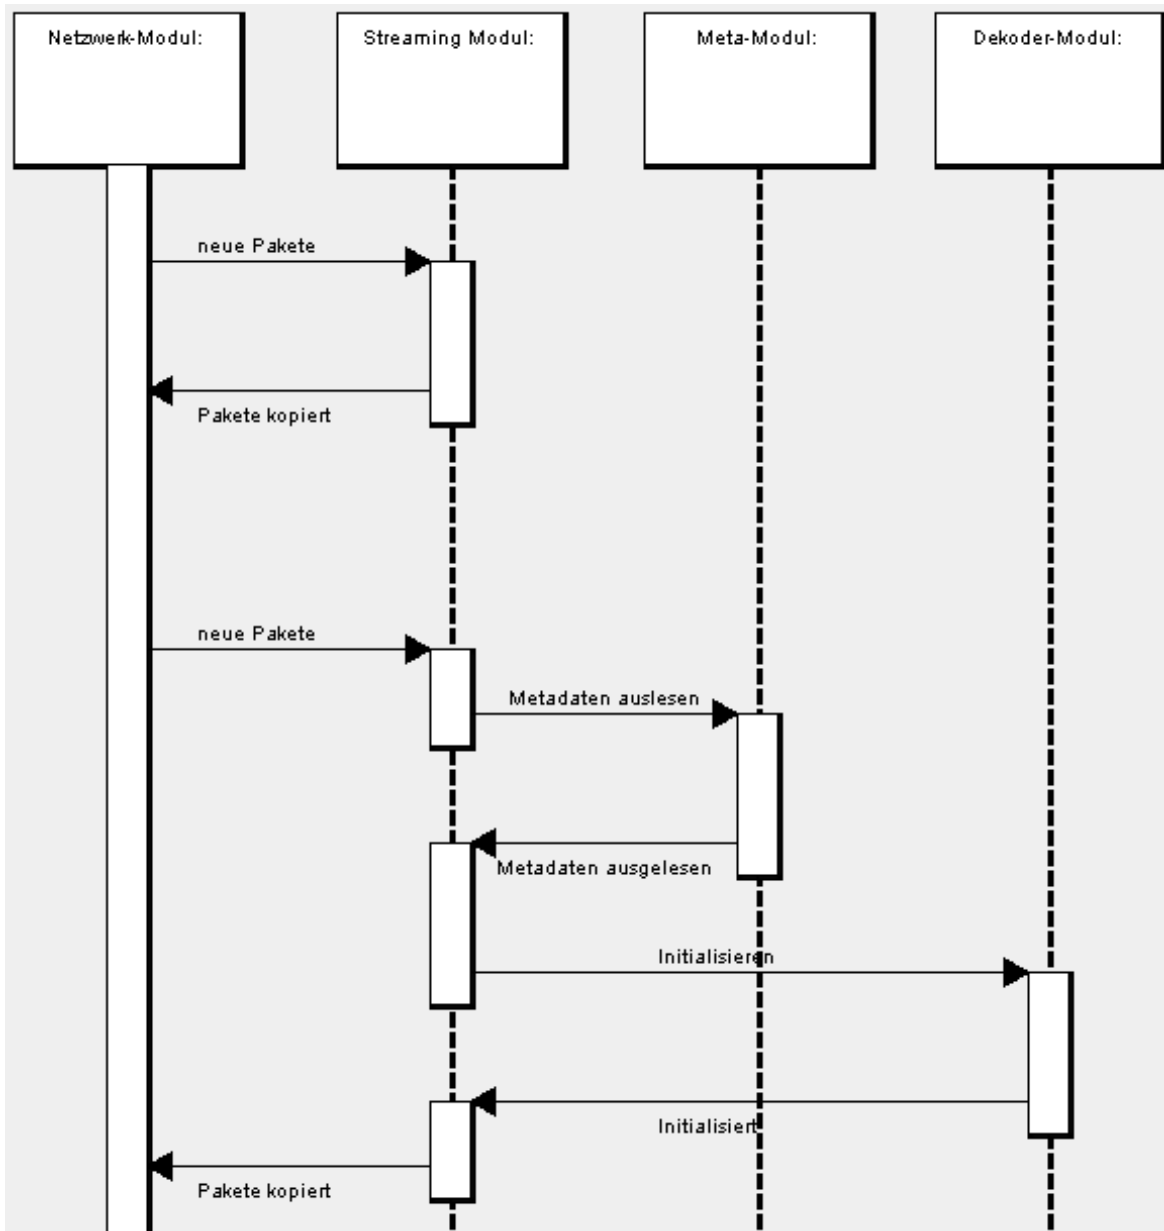 Netzwerk-Modul:
Streaming Modul:
Meta-Modul:
Dekoder-Modul:
neue Pakete
Pakete kopiert
neue Pakete
Metadaten auslesen
Metadaten ausgelesen
Initialisieren
Initialisiert
Pakete kopiert